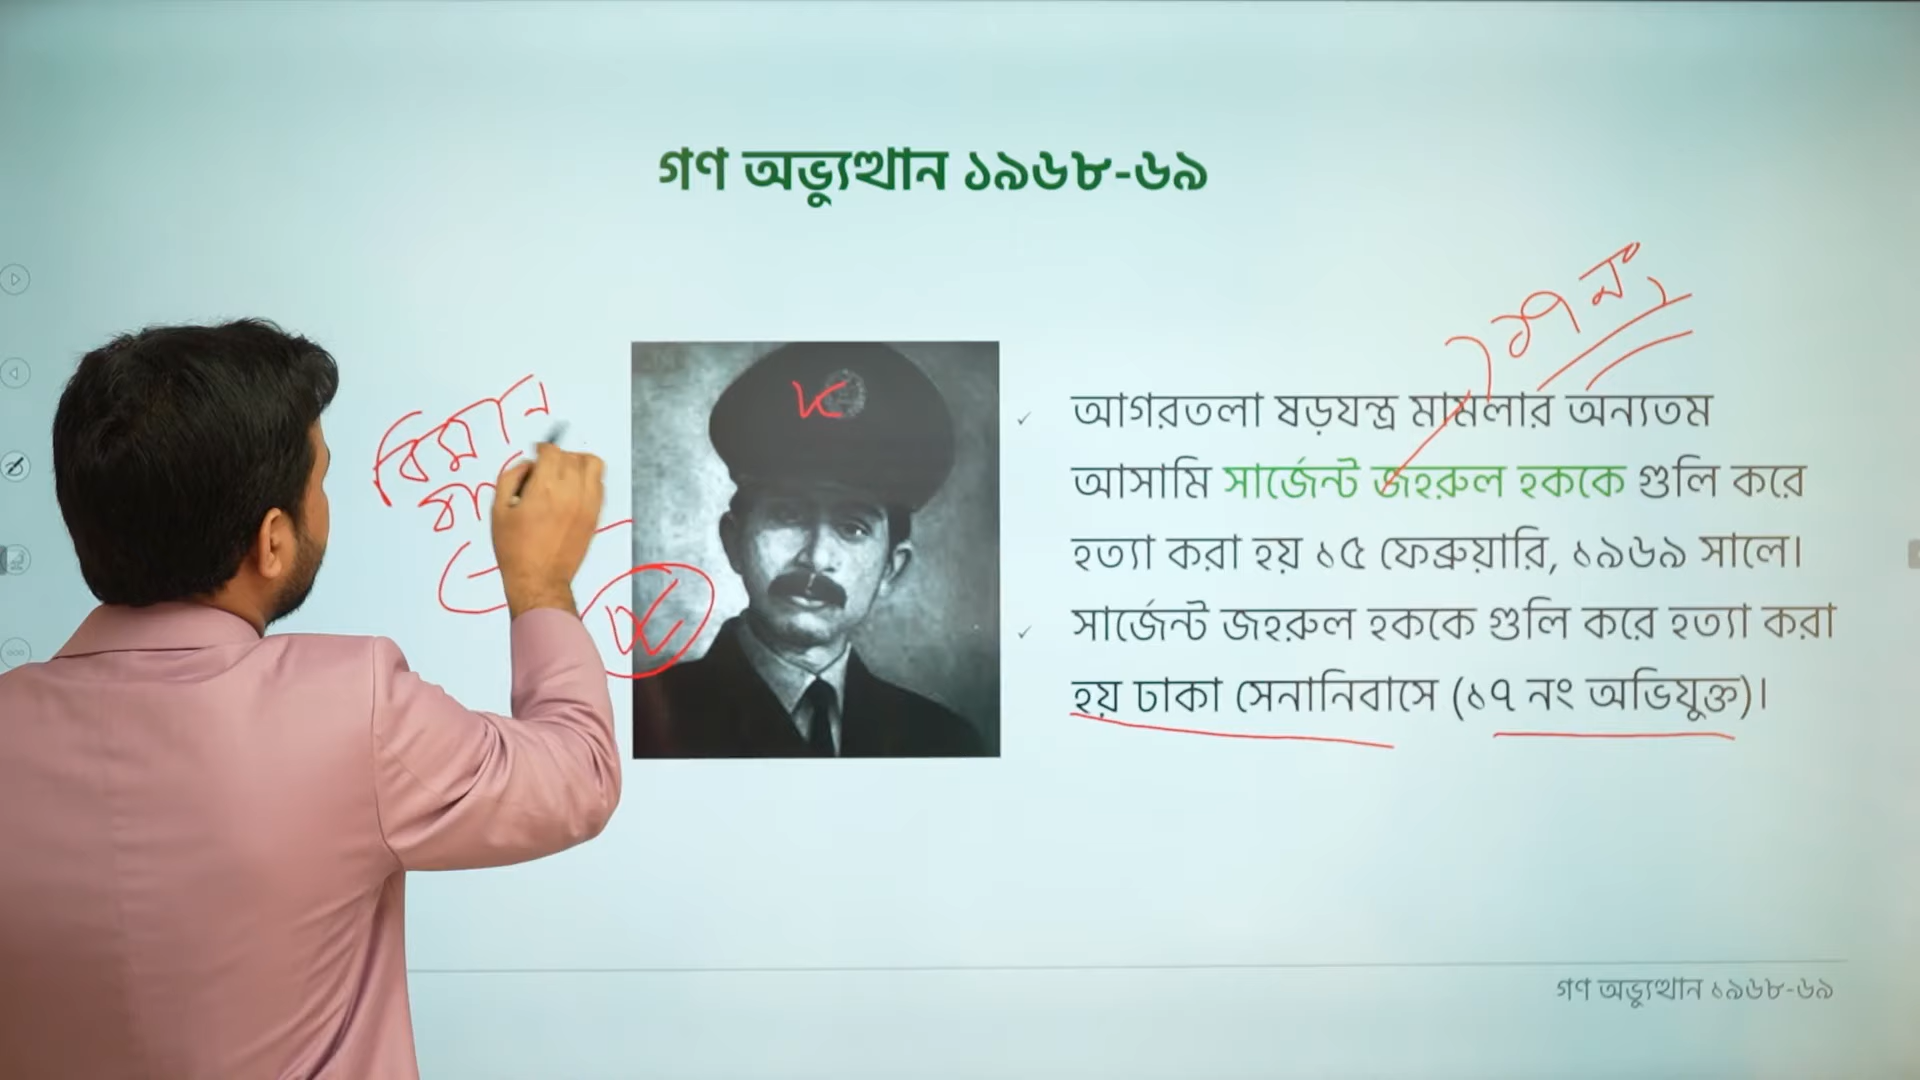 গণ অভ্যুত্থান ১৯৬৮-৬৯
১৭ নং
বিমান
আগরতলা ষড়যন্ত্র মামলার অন্যতম
আসামি সার্জেন্ট জহরুল হককে গুলি করে
হত্যা করা হয় ১৫ ফেব্রুয়ারি, ১৯৬৯ সালে।
সার্জেন্ট জহরুল হককে গুলি করে হত্যা করা
হয় ঢাকা সেনানিবাসে (১৭ নং অভিযুক্ত)।
গণ অভ্যুত্থান ১৯৬৮-৬৯